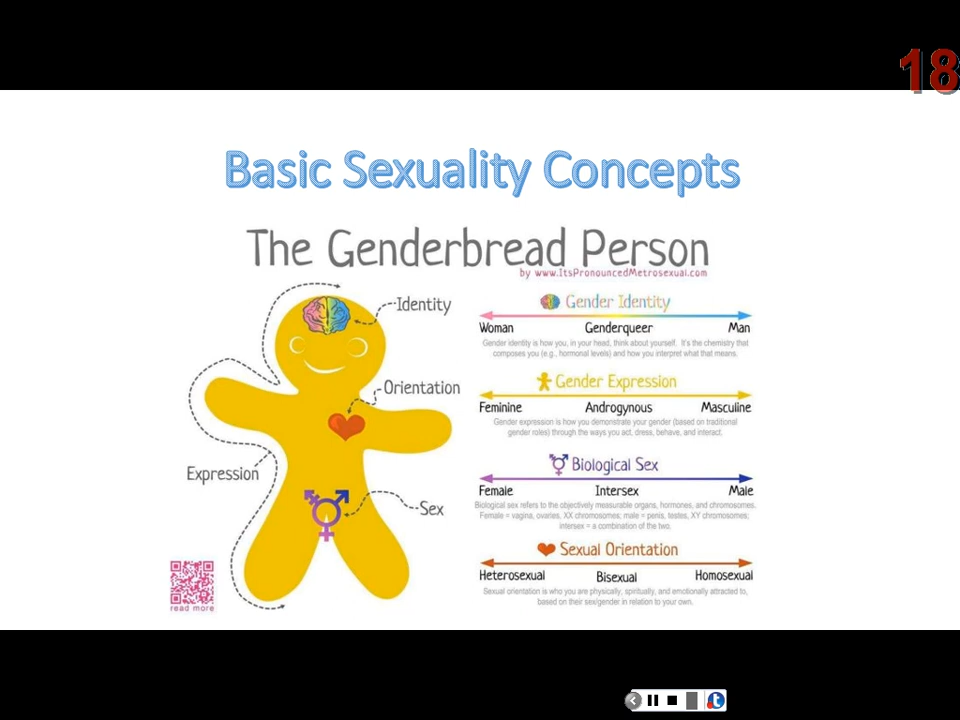 18
Basic Sexuality Concepts
The Genderbread Person
by www.ItsPronouncedMetrosexual.com
Identity
Orientation
Expression
Sex
read more
Gender Identity
Woman Genderqueer Man
Gender identity is how you, in your head, think about yourself. It's the chemistry that
composes you (e.g., hormonal levels) and how you interpret what that means.
Gender Expression
Feminine Androgynous Masculine
Gender expression is how you demonstrate your gender (based on traditional
gender roles) through the ways you act, dress, behave, and interact.
Biological Sex
Female Intersex Male
Biological sex refers to the objectively measurable organs, hormones, and chromosomes.
Female = vagina, ovaries, XX chromosomes; male = penis, testes, XY chromosomes;
intersex = a combination of the two.
Sexual Orientation
Heterosexual Bisexual Homosexual
Sexual orientation is who you are physically, spiritually, and emotionally attracted to,
based on their sex/gender in relation to your own.
t